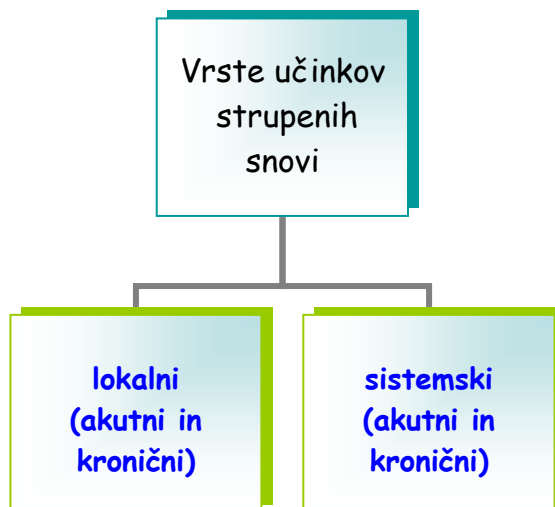 Vrste učinkov
strupenih
snovi
lokalni
(akutni in
kronični)
sistemski
(akutni in
kronični)